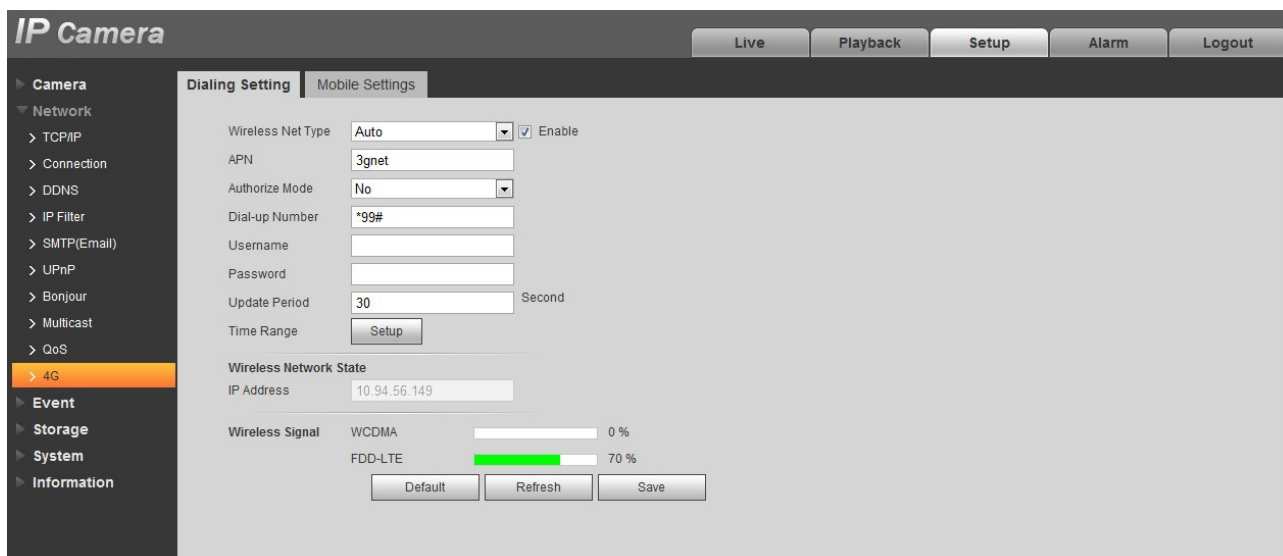 IP Camera
Live Playback Setup Alarm Logout
Camera
Network
TCP/IP
Connection
DDNS
IP Filter
SMTP(Email)
UPnP
Bonjour
Multicast
QoS
4G
Event
Storage
System
Information
Dialing Setting Mobile Settings
Wireless Net Type Auto Enable
APN 3gnet
Authorize Mode No
Dial-up Number *99#
Username
Password
Update Period 30 Second
Time Range Setup
Wireless Network State
IP Address 10.94.56.149
Wireless Signal WCDMA 0 %
FDD-LTE 70 %
Default Refresh Save